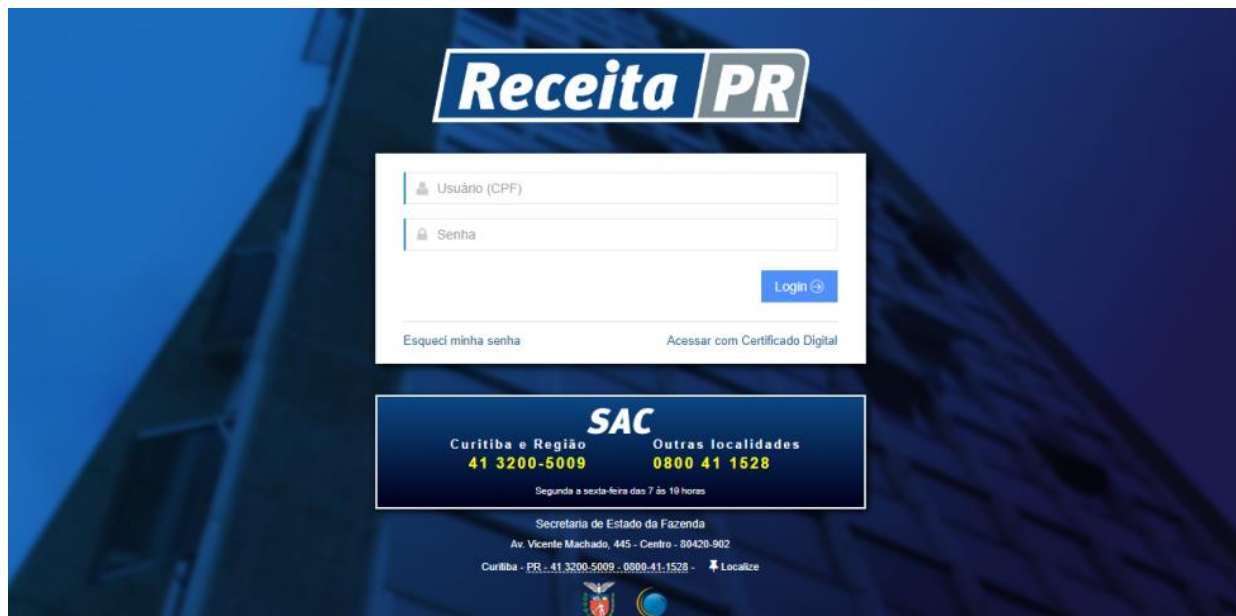 Receita PR
Usuário (CPF)
Senha
Login
Esqueci minha senha Acessar com Certificado Digital
SAC
Curitiba e Região Outras localidades
41 3200-5009 0800 41 1528
Segunda a sexta-feira das 7 às 19 horas
Secretaria de Estado da Fazenda
Av. Vicente Machado, 445 - Centro - 80420-902
Curitiba - PR - 41 3200-5009 - 0800-41-1528 - Localize